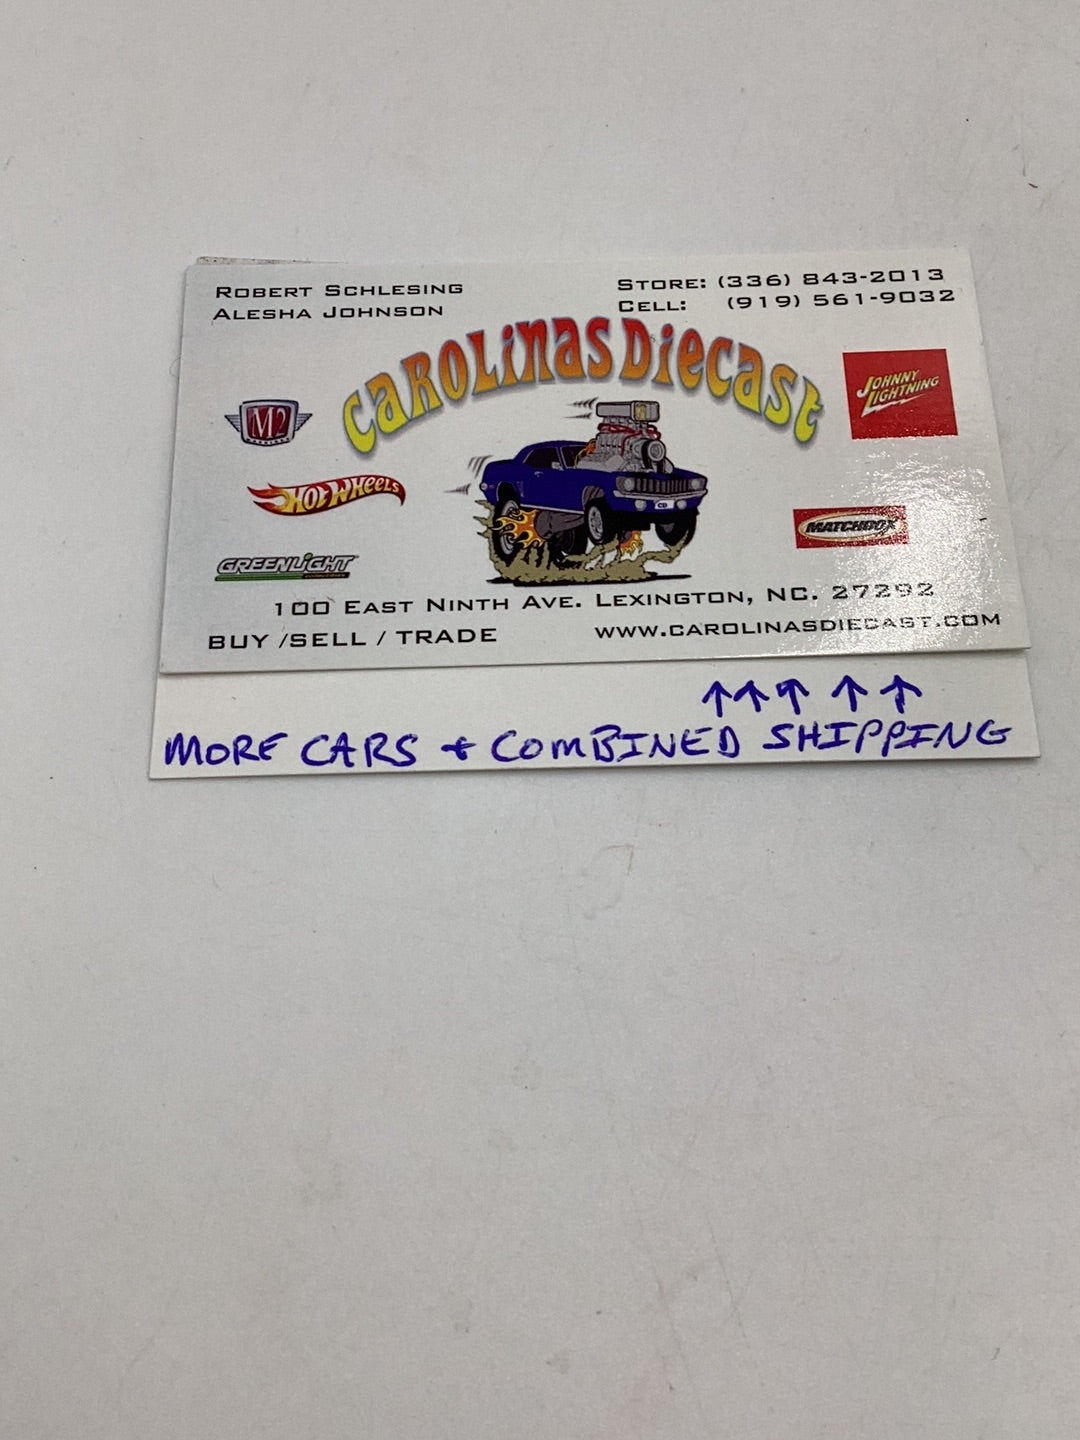 ROBERT SCHLESING
ALESHA JOHNSON
STORE: (336) 843-2013
CELL: (919) 561-9032
CAROLINAS DIECAST
M2
JOHNNY
LIGHTNING
HOT WHEELS
MATCHBOX
GREENLIGHT
CD
100 EAST NINTH AVE. LEXINGTON, NC. 27292
BUY /SELL / TRADE
WWW.CAROLINASDIECAST.COM
↑↑↑ ↑ ↑
MORE CARS + COMBINED SHIPPING